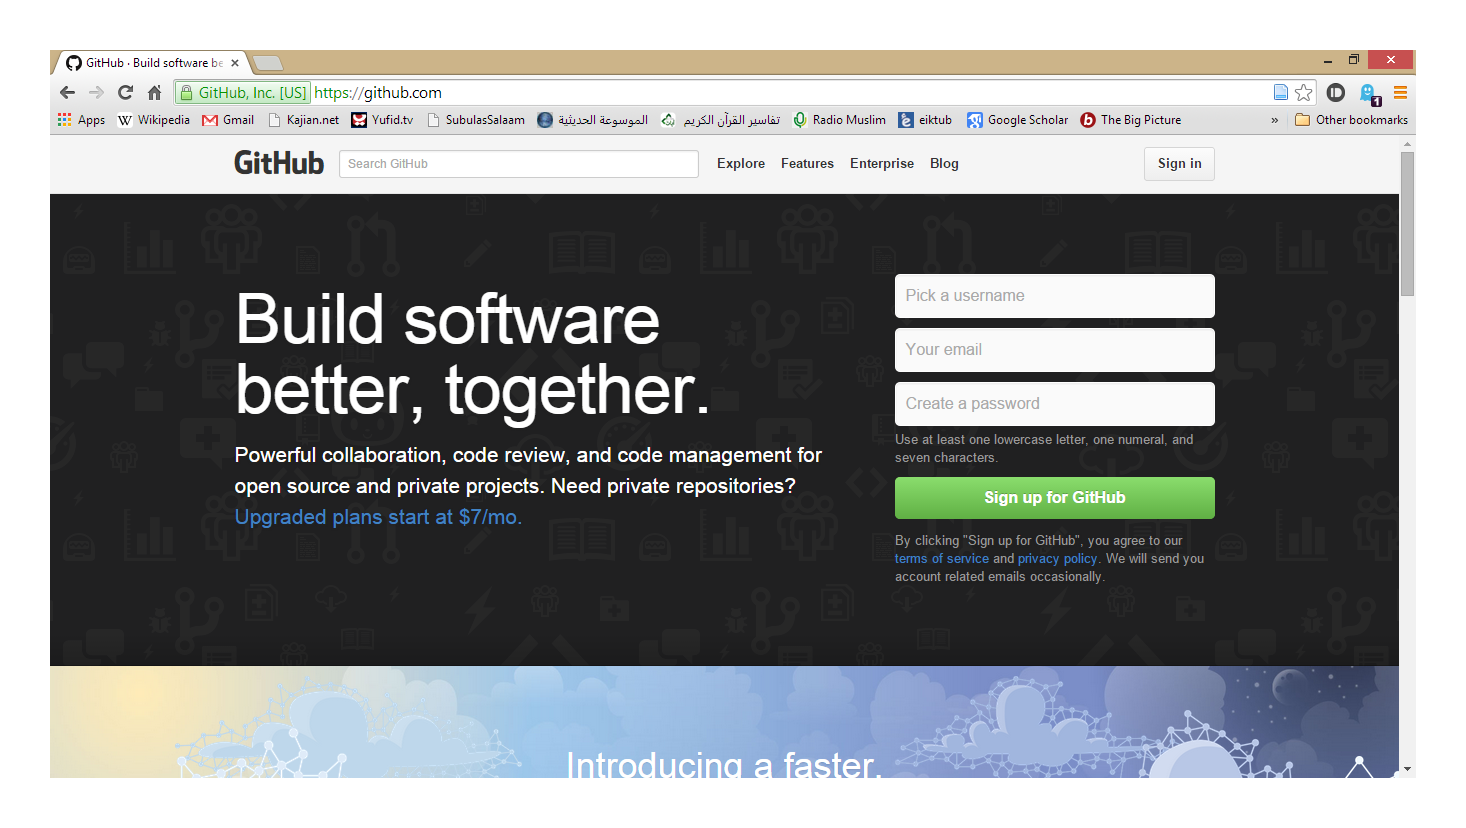 GitHub · Build software be
GitHub, Inc. [US] https://github.com
Apps Wikipedia Gmail Kajian.net Yufid.tv SubulasSalaam الموسوعة الحديثية تفاسير القرآن الكريم Radio Muslim eiktub Google Scholar The Big Picture » Other bookmarks
GitHub Search GitHub Explore Features Enterprise Blog Sign in
Build software
better, together.
Powerful collaboration, code review, and code management for
open source and private projects. Need private repositories?
Upgraded plans start at $7/mo.
Pick a username
Your email
Create a password
Use at least one lowercase letter, one numeral, and
seven characters.
Sign up for GitHub
By clicking "Sign up for GitHub", you agree to our
terms of service and privacy policy. We will send you
account related emails occasionally.
Introducing a faster,